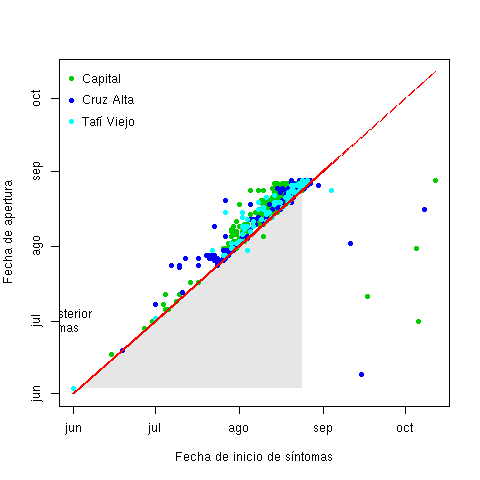 Capital
Cruz Alta
Tafí Viejo
Fecha de apertura
oct
sep
ago
jul
jun
sterior
mas
jun
jul
ago
sep
oct
Fecha de inicio de síntomas